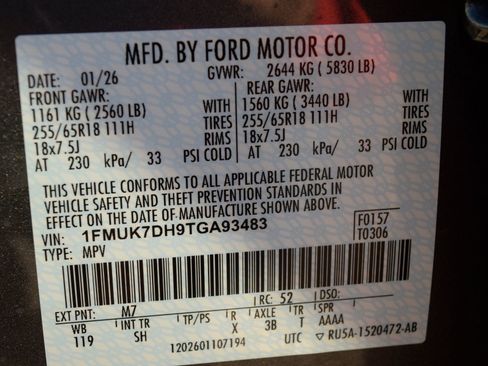 MFD. BY FORD MOTOR CO.
DATE: 01/26 GVWR: 2644 KG ( 5830 LB)
FRONT GAWR: REAR GAWR:
1161 KG ( 2560 LB) WITH 1560 KG ( 3440 LB) WITH
255/65R18 111H TIRES 255/65R18 111H TIRES
18x7.5J RIMS 18x7.5J RIMS
AT 230 kPa/ 33 PSI COLD AT 230 kPa/ 33 PSI COLD
THIS VEHICLE CONFORMS TO ALL APPLICABLE FEDERAL MOTOR
VEHICLE SAFETY AND THEFT PREVENTION STANDARDS IN
EFFECT ON THE DATE OF MANUFACTURE SHOWN ABOVE.
VIN: 1FMUK7DH9TGA93483 F0157
TYPE: MPV T0306
EXT PNT: M7 RC: 52 DSO:
WB INT TR TP/PS R AXLE TR SPR
119 SH X 3B T AAAA
1202601107194 UTC ▽RU5A-1520472-AB